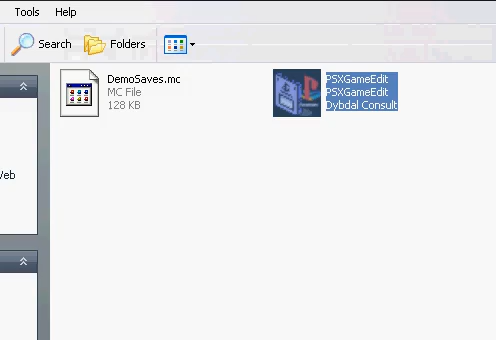 Tools Help
Search Folders
DemoSaves.mc
MC File
128 KB
PSXGameEdit
PSXGameEdit
Dybdal Consult
Web